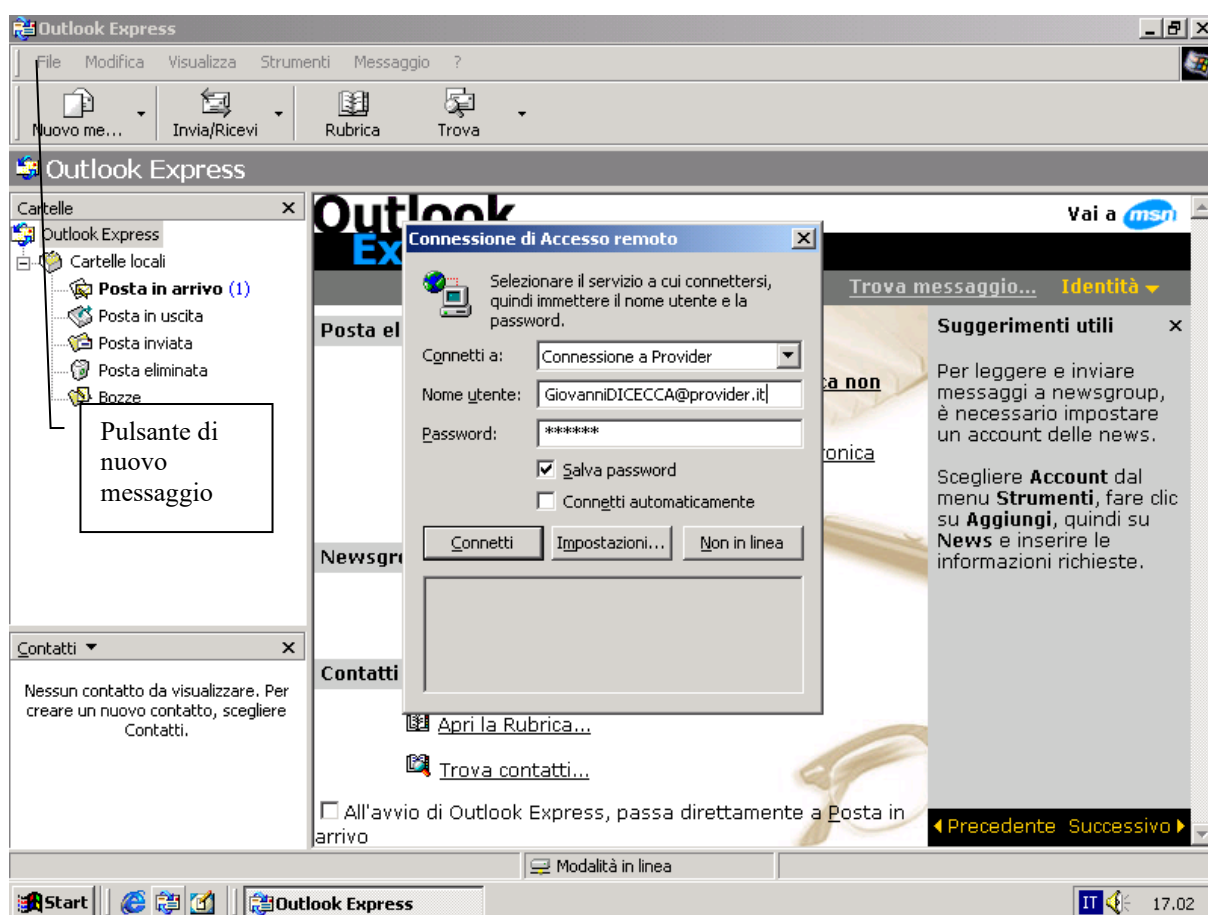 Outlook Express
File Modifica Visualizza Strumenti Messaggio ?
Nuovo me... Invia/Ricevi Rubrica Trova
Outlook Express
Cartelle
Outlook Express
Cartelle locali
Posta in arrivo (1)
Posta in uscita
Posta inviata
Posta eliminata
Bozze
Pulsante di
nuovo
messaggio
Contatti
Nessun contatto da visualizzare. Per
creare un nuovo contatto, scegliere
Contatti.
Outlook
Ex
Vai a msn
Trova messaggio... Identità
Posta el
a non
ronica
Newsgr
Contatti
Apri la Rubrica...
Trova contatti...
All'avvio di Outlook Express, passa direttamente a Posta in
arrivo
Connessione di Accesso remoto
Selezionare il servizio a cui connettersi,
quindi immettere il nome utente e la
password.
Connetti a: Connessione a Provider
Nome utente: GiovanniDICECCA@provider.it
Password: ******
Salva password
Connetti automaticamente
Connetti Impostazioni... Non in linea
Suggerimenti utili
Per leggere e inviare
messaggi a newsgroup,
è necessario impostare
un account delle news.
Scegliere Account dal
menu Strumenti, fare clic
su Aggiungi, quindi su
News e inserire le
informazioni richieste.
Precedente Successivo
Modalità in linea
Start Outlook Express IT 17.02